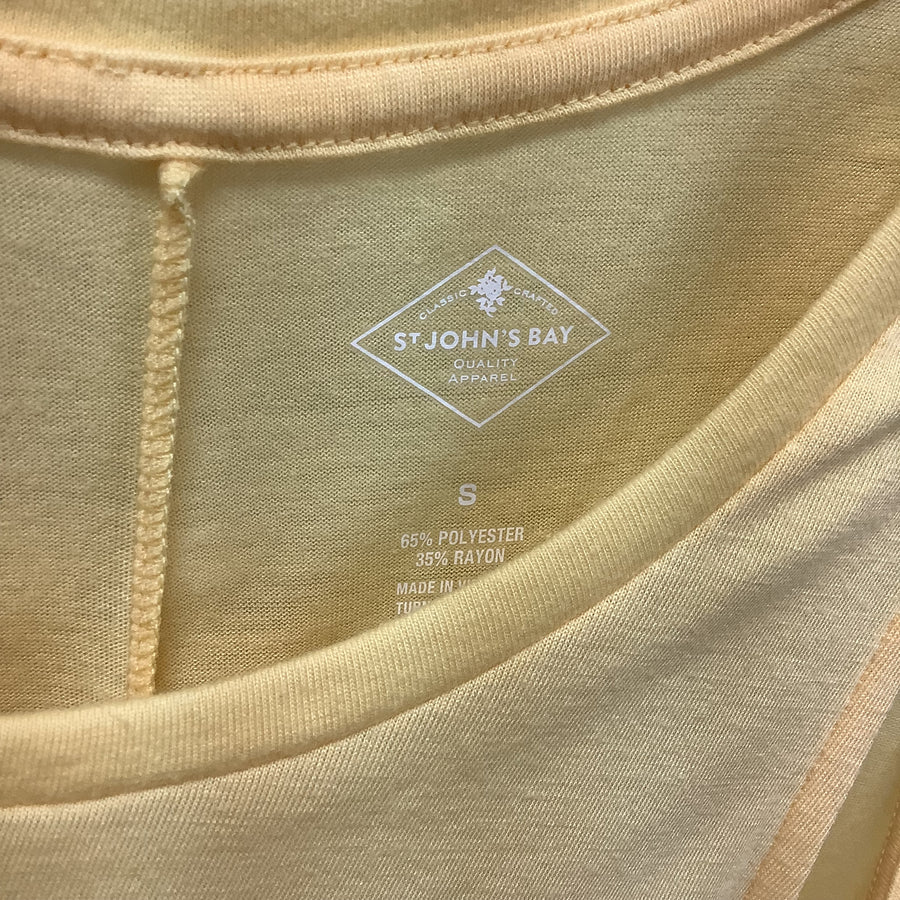 CLASSIC CRAFTED
ST JOHN'S BAY
QUALITY
APPAREL
S
65% POLYESTER
35% RAYON
MADE IN